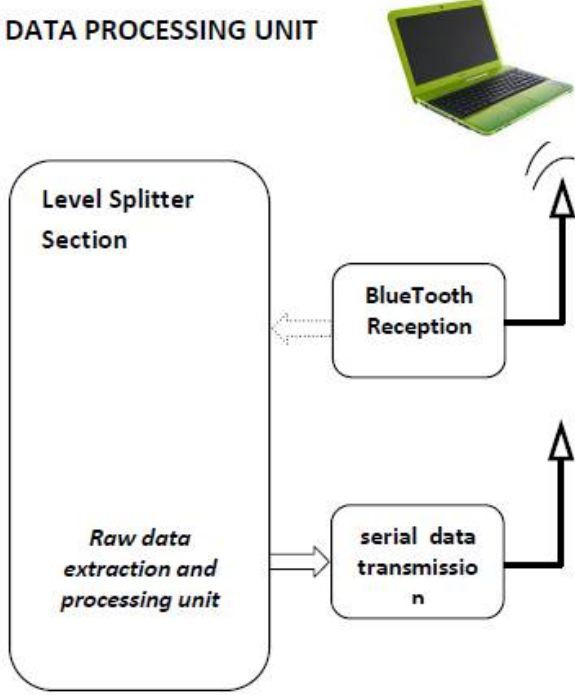 DATA PROCESSING UNIT
Level Splitter
Section
BlueTooth
Reception
Raw data
extraction and
processing unit
serial data
transmissio
n